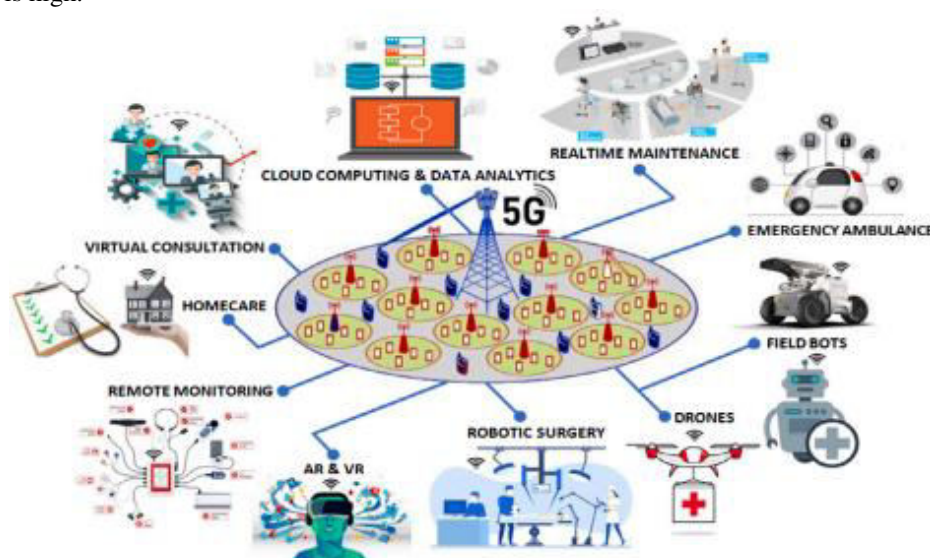 is high.
REALTIME MAINTENANCE
CLOUD COMPUTING & DATA ANALYTICS
5G
EMERGENCY AMBULANCE
VIRTUAL CONSULTATION
HOMECARE
FIELD BOTS
REMOTE MONITORING
DRONES
ROBOTIC SURGERY
AR & VR